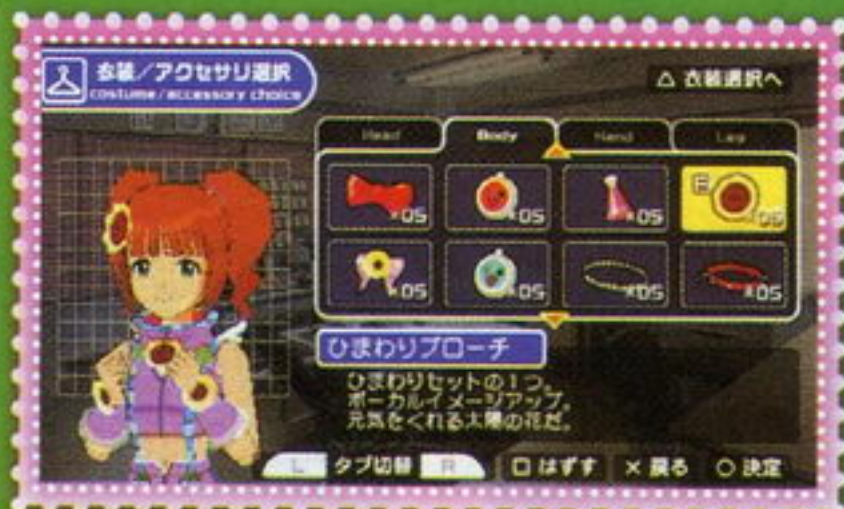 衣装／アクセサリ選択
costume/accessory choice
△ 衣装選択へ
Head Body Hand Leg
×05 ×05 ×05 E ×05
×05 ×05 ×05 ×05
ひまわりブローチ
ひまわりセットの1つ。
ボーカルイメージアップ。
元気をくれる太陽の花だ。
L タブ切替 R □ はずす × 戻る ○ 決定